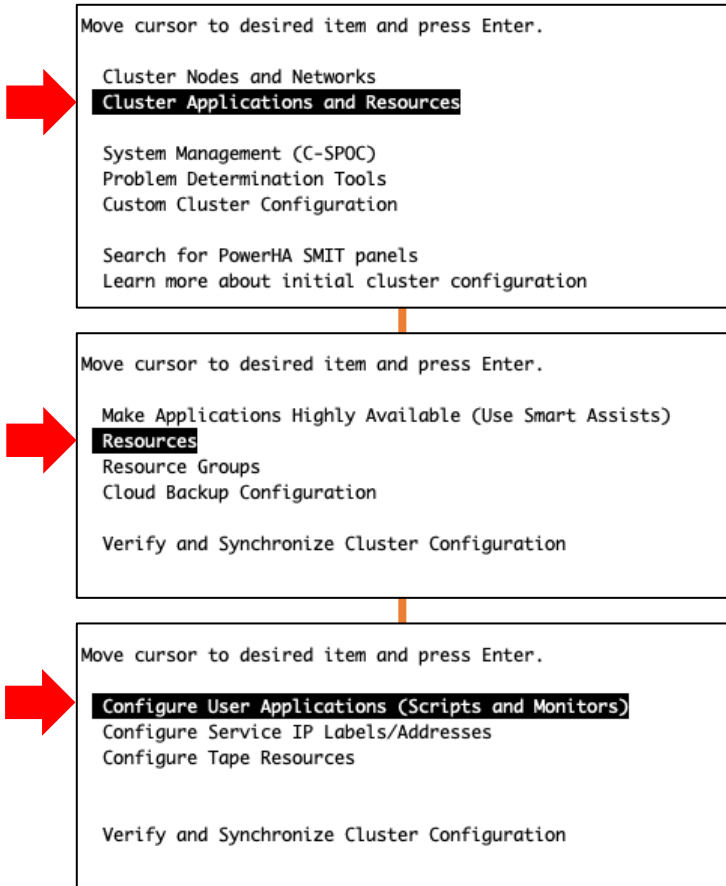 Move cursor to desired item and press Enter.
Cluster Nodes and Networks
Cluster Applications and Resources
System Management (C-SPOC)
Problem Determination Tools
Custom Cluster Configuration
Search for PowerHA SMIT panels
Learn more about initial cluster configuration
Move cursor to desired item and press Enter.
Make Applications Highly Available (Use Smart Assists)
Resources
Resource Groups
Cloud Backup Configuration
Verify and Synchronize Cluster Configuration
Move cursor to desired item and press Enter.
Configure User Applications (Scripts and Monitors)
Configure Service IP Labels/Addresses
Configure Tape Resources
Verify and Synchronize Cluster Configuration